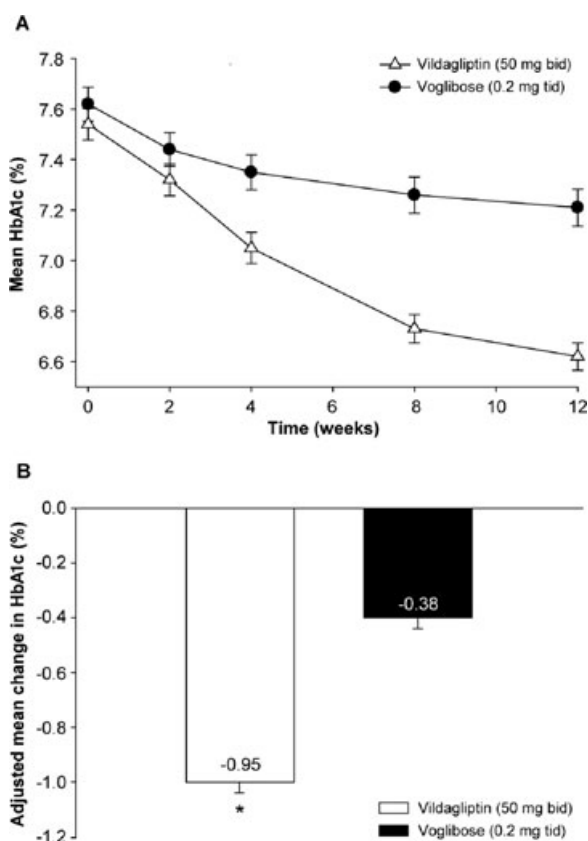 A
7.8
7.6
7.4
7.2
7.0
6.8
6.6
Mean HbA1c (%)
Vildagliptin (50 mg bid)
Voglibose (0.2 mg tid)
0 2 4 6 8 10 12
Time (weeks)
B
0.0
-0.2
-0.4
-0.6
-0.8
-1.0
-1.2
Adjusted mean change in HbA1c (%)
-0.38
-0.95
*
Vildagliptin (50 mg bid)
Voglibose (0.2 mg tid)